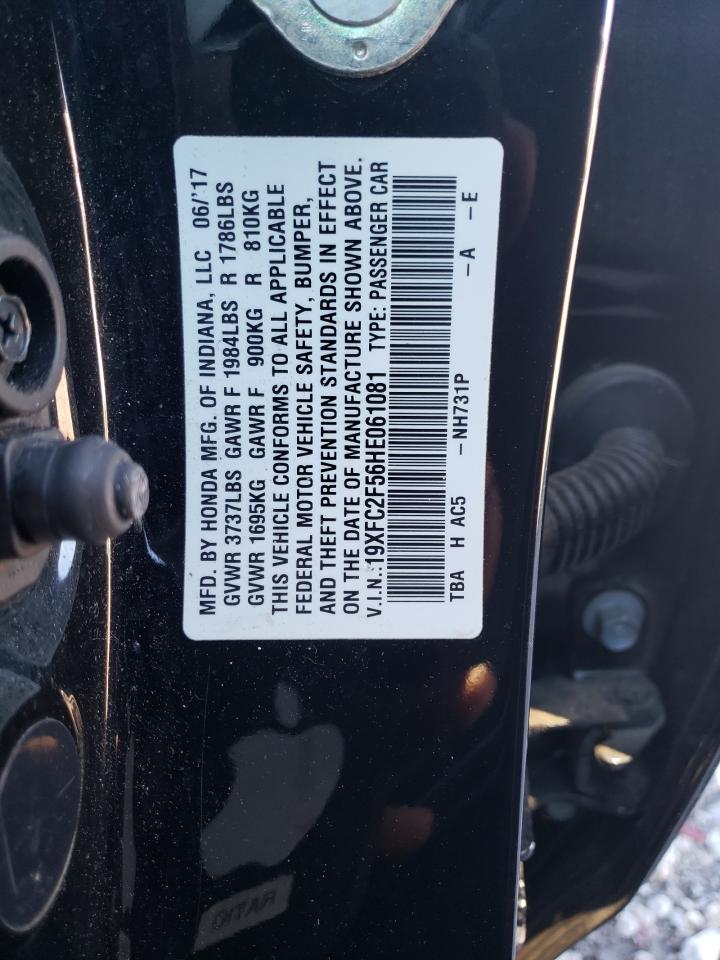 MFD. BY HONDA MFG. OF INDIANA, LLC 06/'17
GVWR 3737LBS GAWR F 1984LBS R 1786LBS
GVWR 1695KG GAWR F 900KG R 810KG
THIS VEHICLE CONFORMS TO ALL APPLICABLE
FEDERAL MOTOR VEHICLE SAFETY, BUMPER,
AND THEFT PREVENTION STANDARDS IN EFFECT
ON THE DATE OF MANUFACTURE SHOWN ABOVE.
V.I.N.:19XFC2F56HE061081 TYPE: PASSENGER CAR
TBA H AC5 -NH731P -A -E